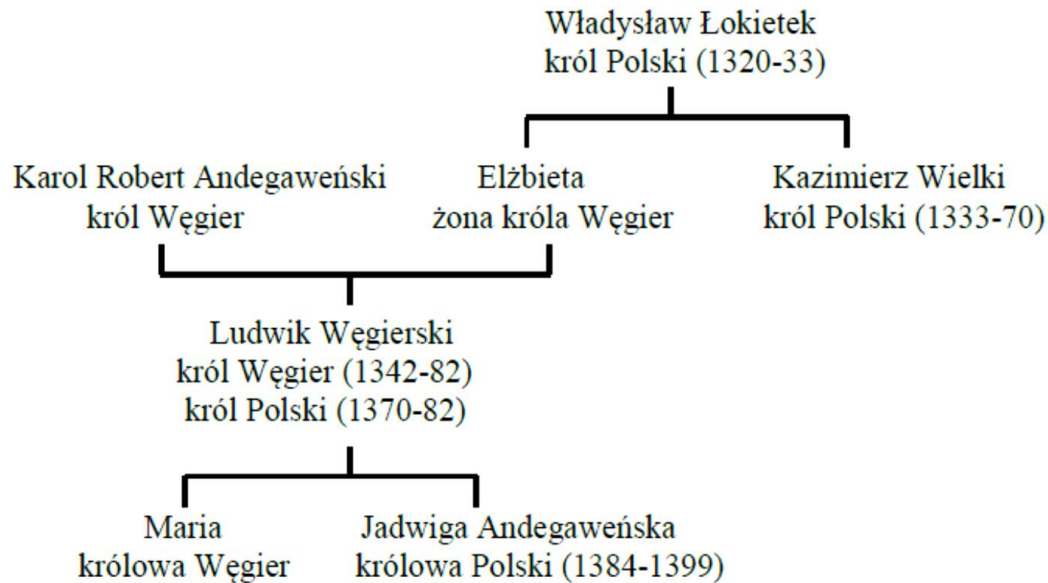 Władysław Łokietek
król Polski (1320-33)
Karol Robert Andegaweński
król Węgier
Elżbieta
żona króla Węgier
Kazimierz Wielki
król Polski (1333-70)
Ludwik Węgierski
król Węgier (1342-82)
król Polski (1370-82)
Maria
królowa Węgier
Jadwiga Andegaweńska
królowa Polski (1384-1399)